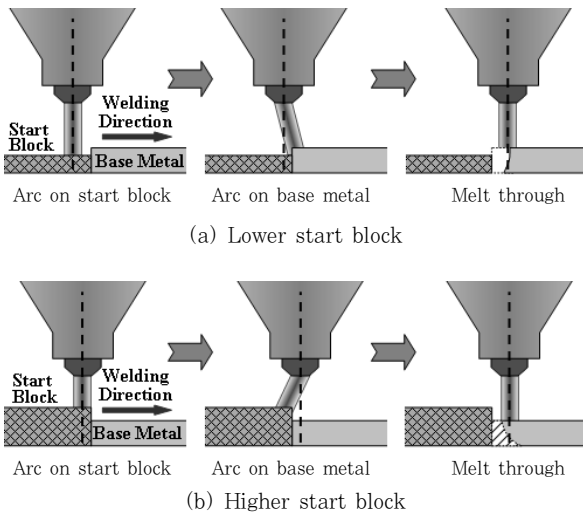 Start
Block
Welding
Direction
Base Metal
Arc on start block
Arc on base metal
Melt through
(a) Lower start block
Start
Block
Welding
Direction
Base Metal
Arc on start block
Arc on base metal
Melt through
(b) Higher start block